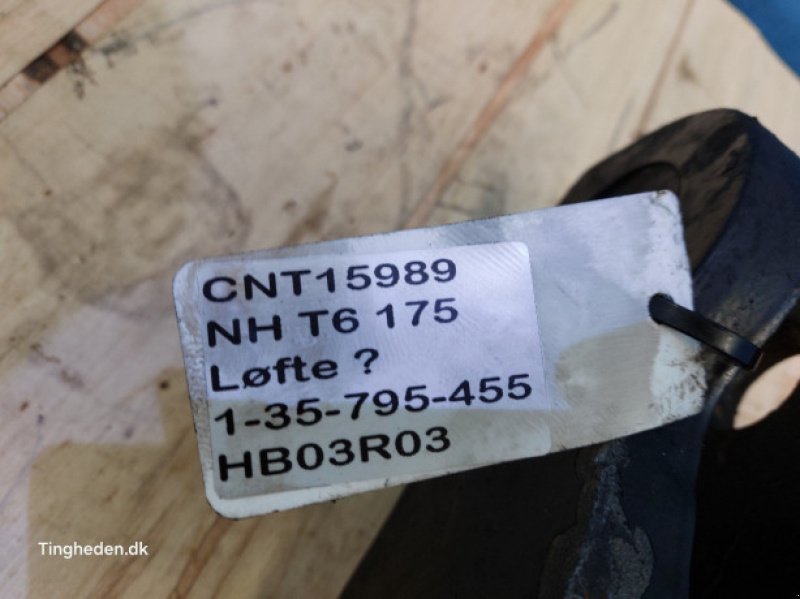 CNT15989
NH T6 175
Løfte ?
1-35-795-455
HB03R03
Tingheden.dk